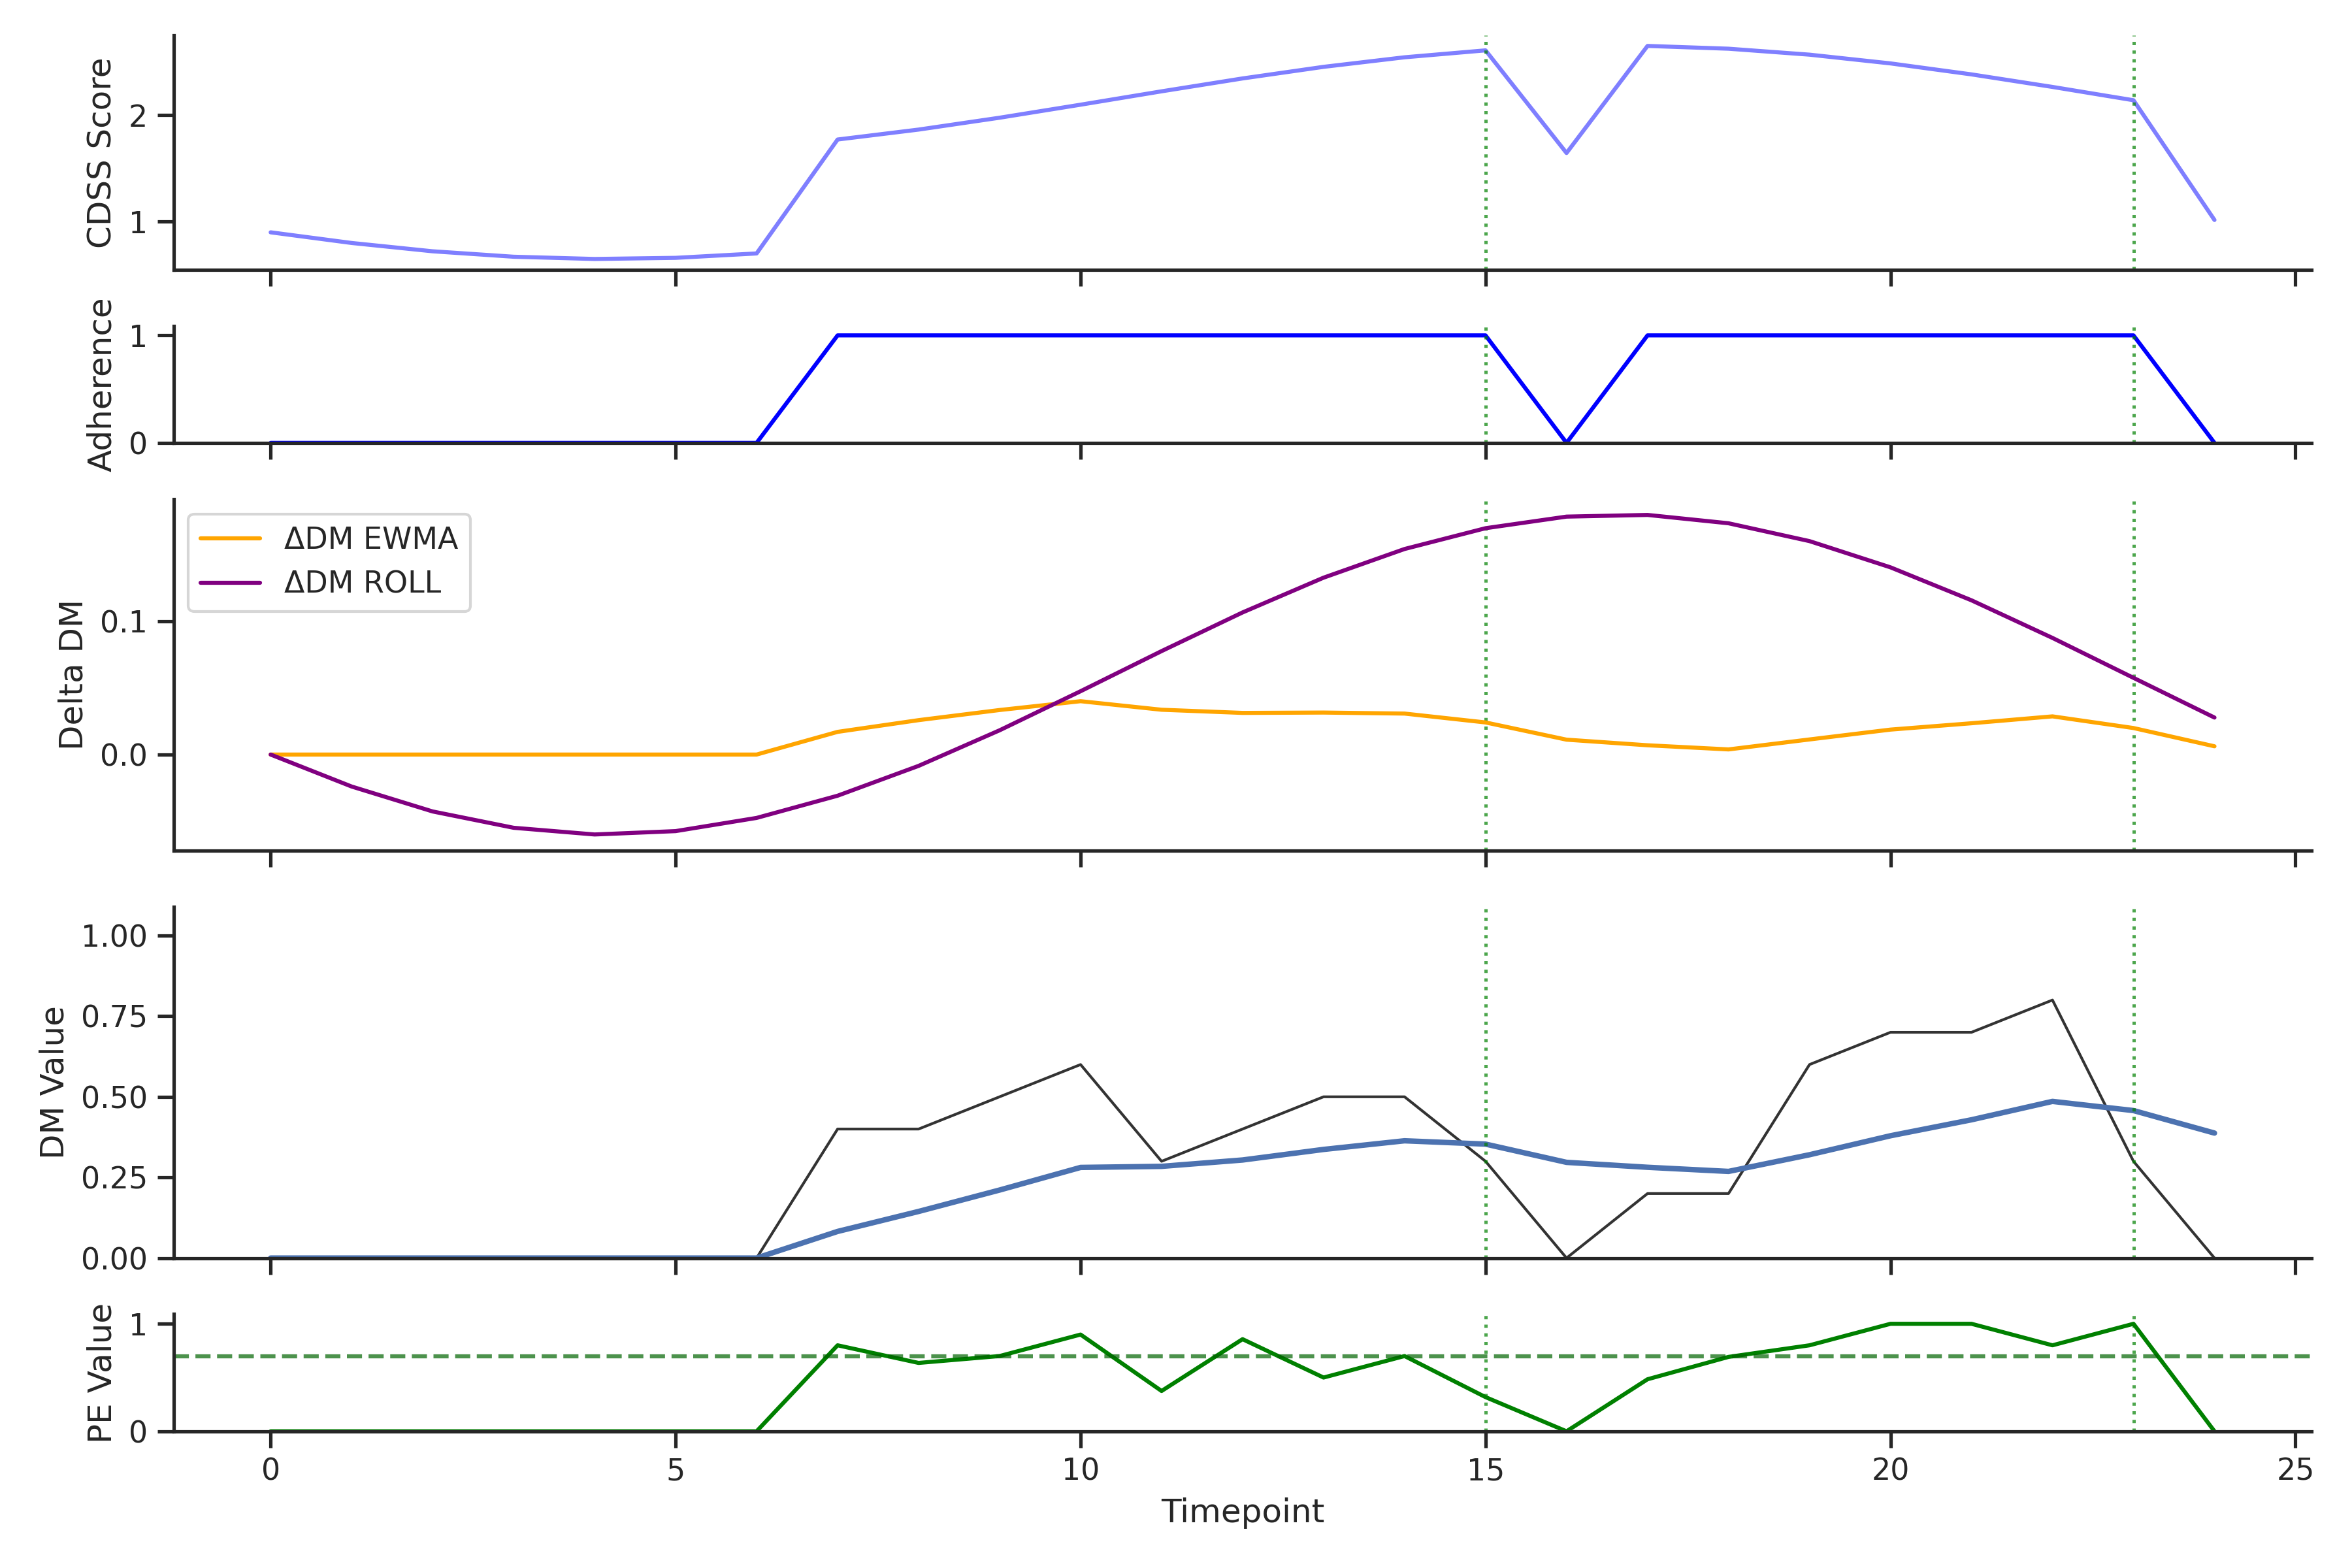 CDSS Score
2
1
Adherence
1
0
Delta DM
ΔDM EWMA
ΔDM ROLL
0.1
0.0
DM Value
1.00
0.75
0.50
0.25
0.00
PE Value
1
0
0 5 10 15 20 25
Timepoint